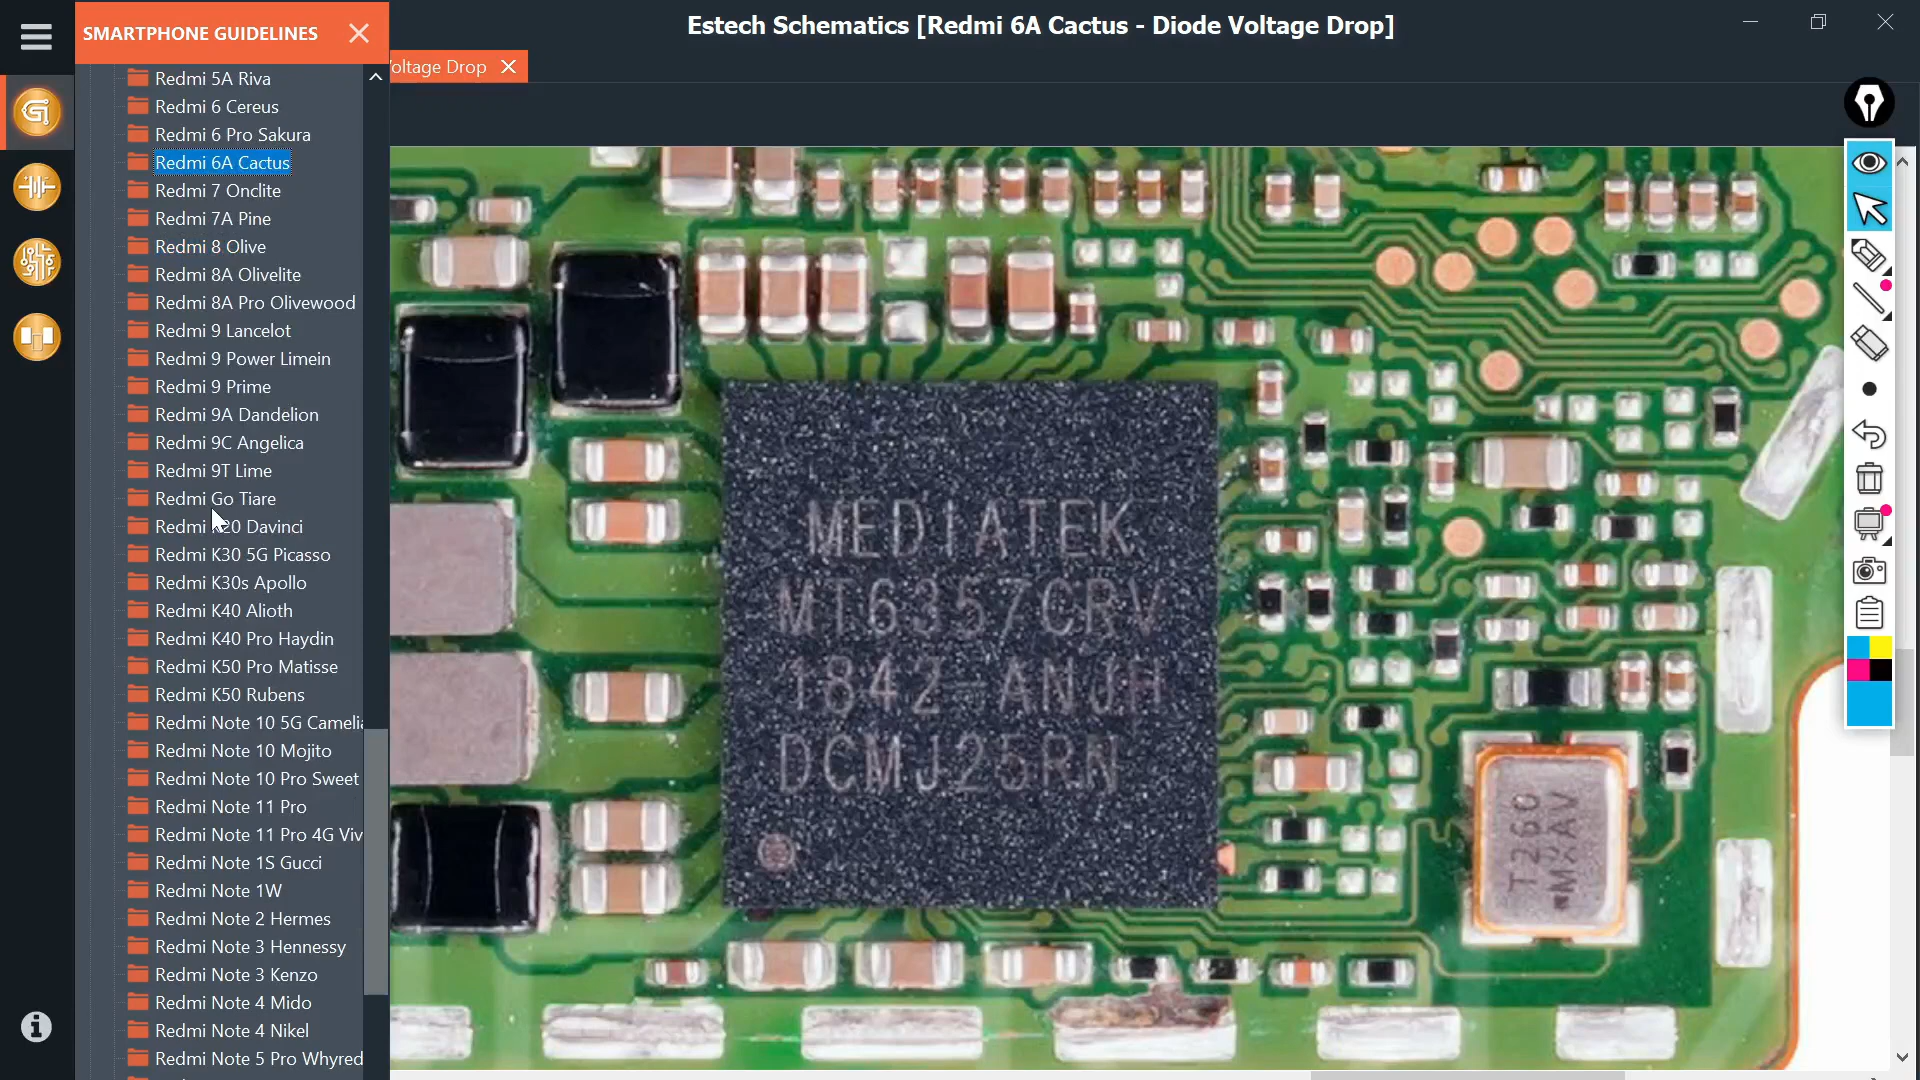 Estech Schematics [Redmi 6A Cactus - Diode Voltage Drop]
SMARTPHONE GUIDELINES
oltage Drop
Redmi 5A Riva
Redmi 6 Cereus
Redmi 6 Pro Sakura
Redmi 6A Cactus
Redmi 7 Onclite
Redmi 7A Pine
Redmi 8 Olive
Redmi 8A Olivelite
Redmi 8A Pro Olivewood
Redmi 9 Lancelot
Redmi 9 Power Limein
Redmi 9 Prime
Redmi 9A Dandelion
Redmi 9C Angelica
Redmi 9T Lime
Redmi Go Tiare
Redmi K20 Davinci
Redmi K30 5G Picasso
Redmi K30s Apollo
Redmi K40 Alioth
Redmi K40 Pro Haydin
Redmi K50 Pro Matisse
Redmi K50 Rubens
Redmi Note 10 5G Camelia
Redmi Note 10 Mojito
Redmi Note 10 Pro Sweet
Redmi Note 11 Pro
Redmi Note 11 Pro 4G Viv
Redmi Note 1S Gucci
Redmi Note 1W
Redmi Note 2 Hermes
Redmi Note 3 Hennessy
Redmi Note 3 Kenzo
Redmi Note 4 Mido
Redmi Note 4 Nikel
Redmi Note 5 Pro Whyred
MEDIATEK
MT6357CRV
1842-ANJH
DCMJ25RN
T260